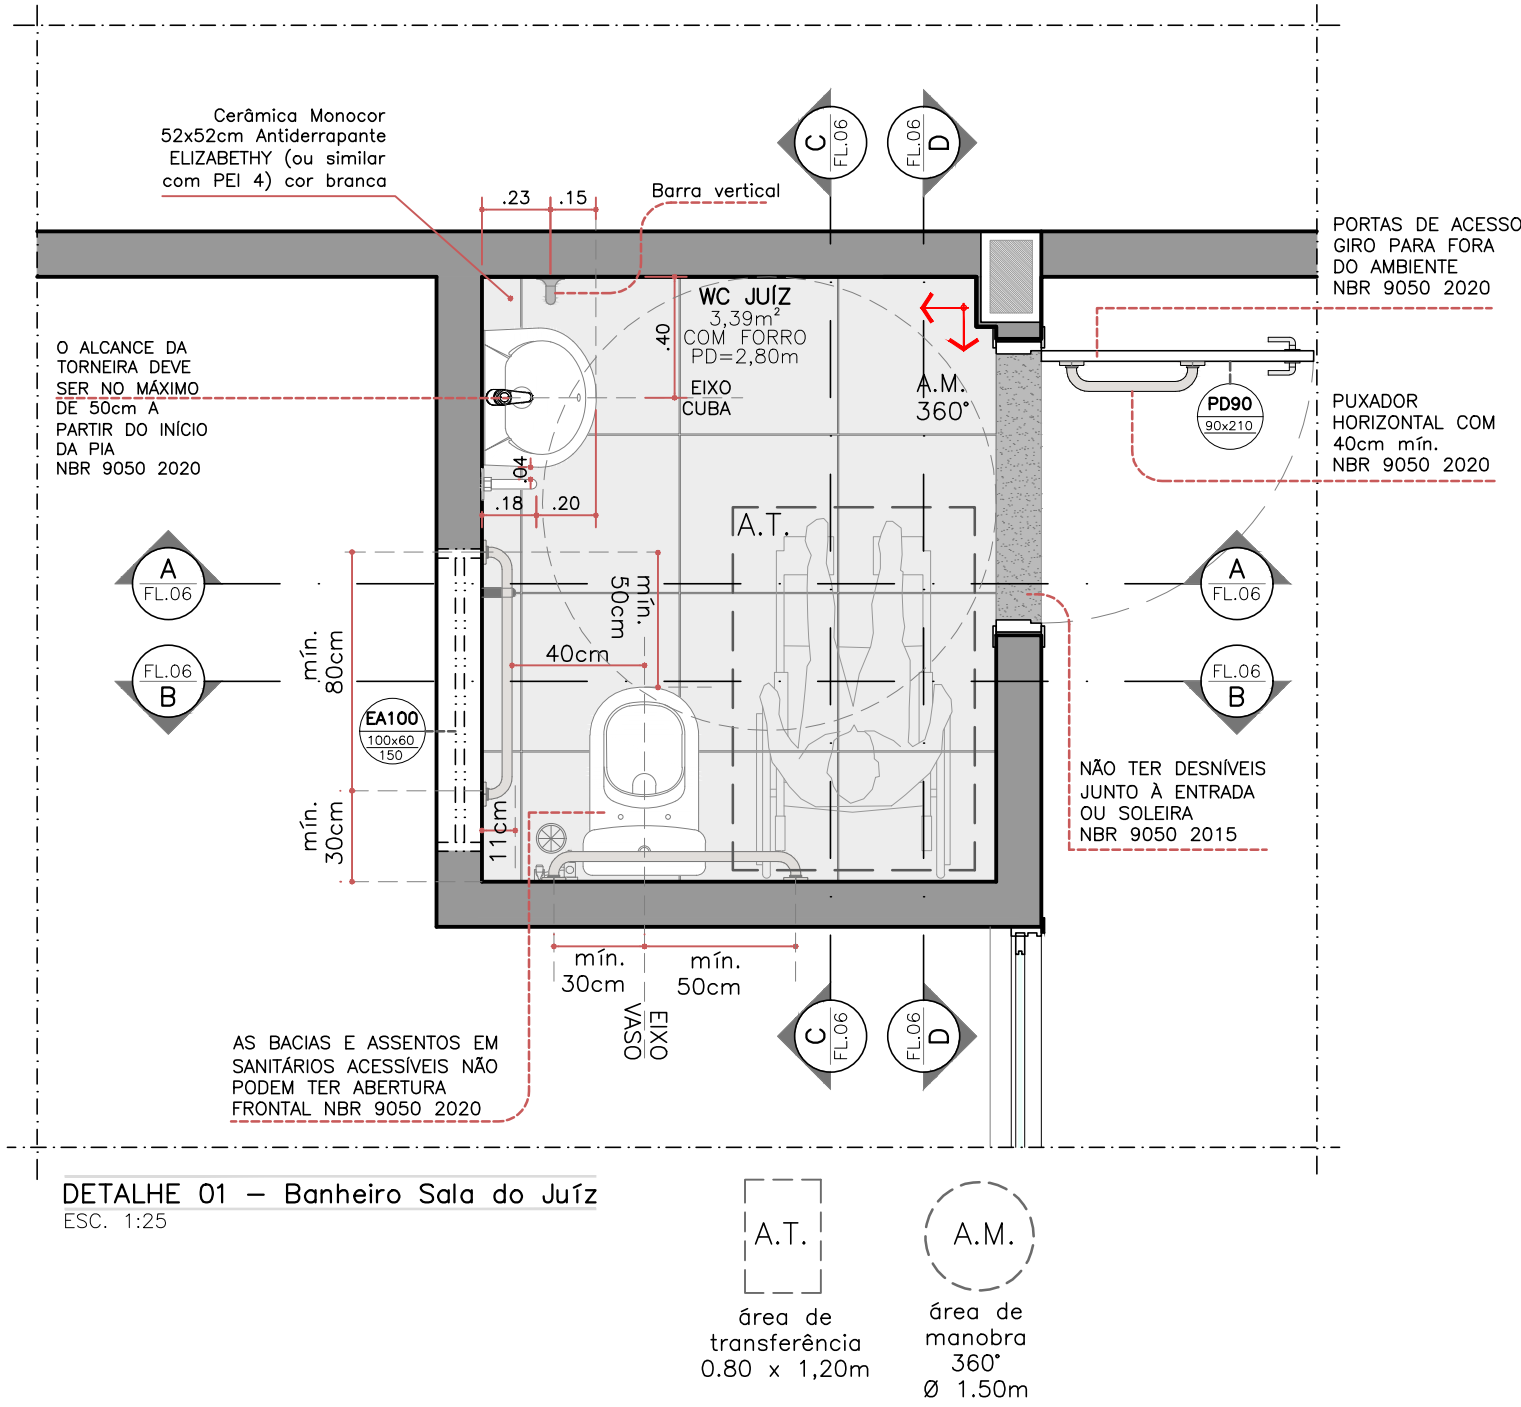 Cerâmica Monocor
52x52cm Antiderrapante
ELIZABETHY (ou similar
com PEI 4) cor branca
.23
.15
Barra vertical
C
FL.06
FL.06
D
PORTAS DE ACESSO
GIRO PARA FORA
DO AMBIENTE
NBR 9050 2020
WC JUÍZ
3,39m²
COM FORRO
PD=2,80m
.40
EIXO
CUBA
A.M.
360°
O ALCANCE DA
TORNEIRA DEVE
SER NO MÁXIMO
DE 50cm A
PARTIR DO INÍCIO
DA PIA
NBR 9050 2020
PD90
90x210
PUXADOR
HORIZONTAL COM
40cm mín.
NBR 9050 2020
.04
.18
.20
A.T.
A
FL.06
A
FL.06
mín.
50cm
40cm
mín.
80cm
FL.06
B
FL.06
B
EA100
100x60
150
NÃO TER DESNÍVEIS
JUNTO À ENTRADA
OU SOLEIRA
NBR 9050 2015
mín.
30cm
11cm
mín.
30cm
mín.
50cm
EIXO
VASO
C
FL.06
FL.06
D
AS BACIAS E ASSENTOS EM
SANITÁRIOS ACESSÍVEIS NÃO
PODEM TER ABERTURA
FRONTAL NBR 9050 2020
DETALHE 01 – Banheiro Sala do Juíz
ESC. 1:25
A.T.
área de
transferência
0.80 x 1,20m
A.M.
área de
manobra
360°
Ø 1.50m